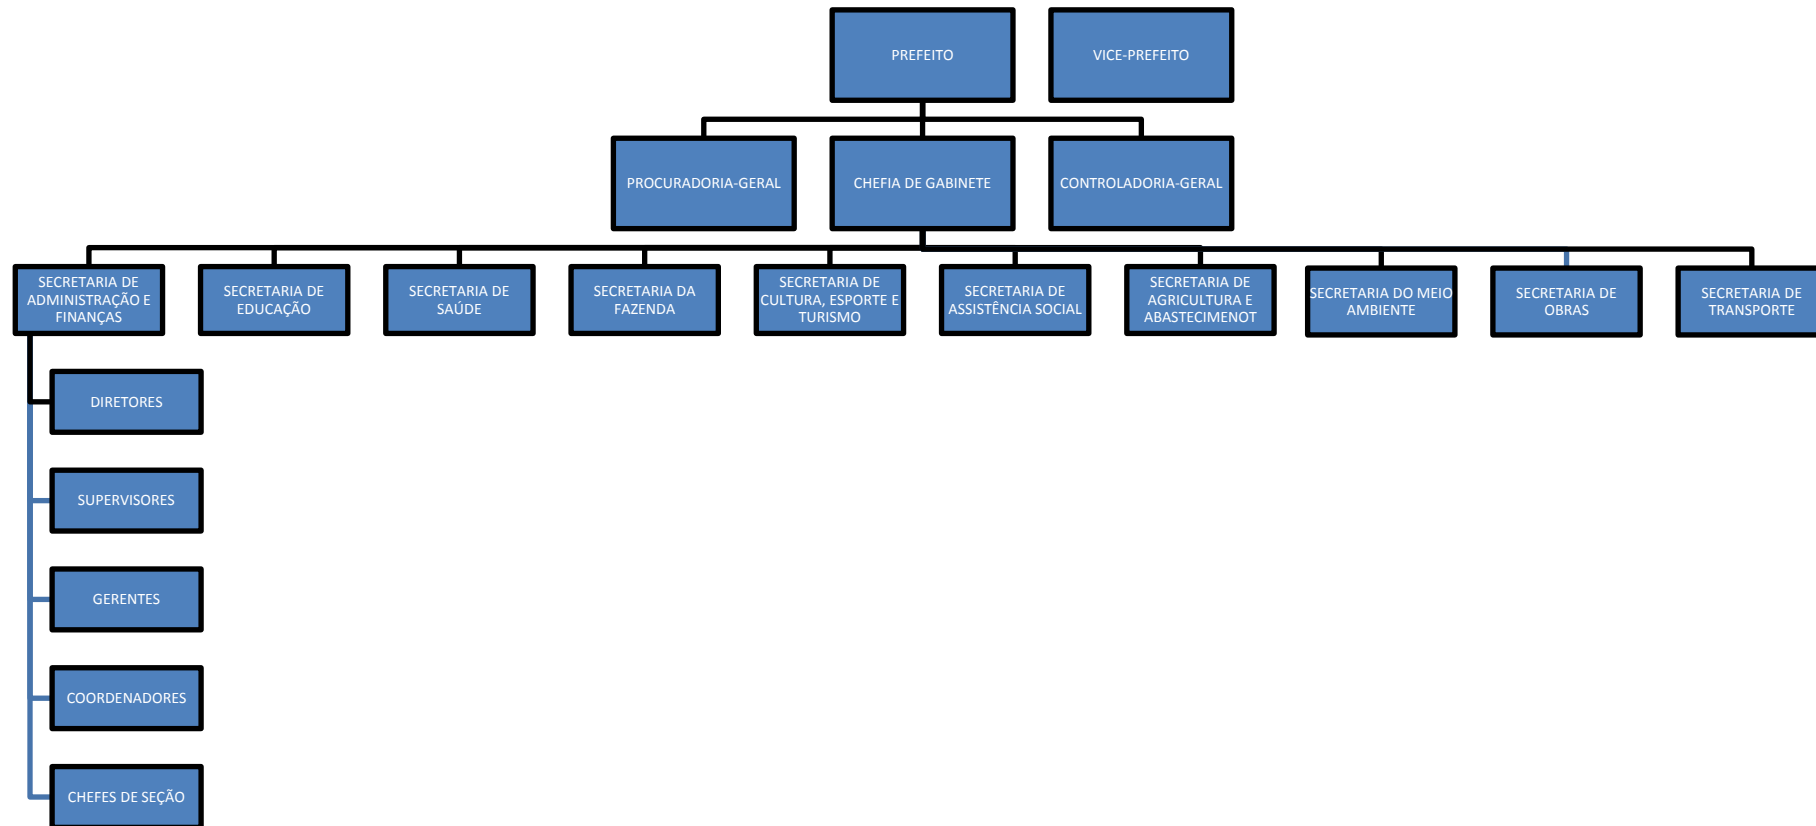 PREFEITO
VICE-PREFEITO
PROCURADORIA-GERAL
CHEFIA DE GABINETE
CONTROLADORIA-GERAL
SECRETARIA DE
ADMINISTRAÇÃO E
FINANÇAS
SECRETARIA DE
EDUCAÇÃO
SECRETARIA DE
SAÚDE
SECRETARIA DA
FAZENDA
SECRETARIA DE
CULTURA, ESPORTE E
TURISMO
SECRETARIA DE
ASSISTÊNCIA SOCIAL
SECRETARIA DE
AGRICULTURA E
ABASTECIMENOT
SECRETARIA DO MEIO
AMBIENTE
SECRETARIA DE
OBRAS
SECRETARIA DE
TRANSPORTE
DIRETORES
SUPERVISORES
GERENTES
COORDENADORES
CHEFES DE SEÇÃO